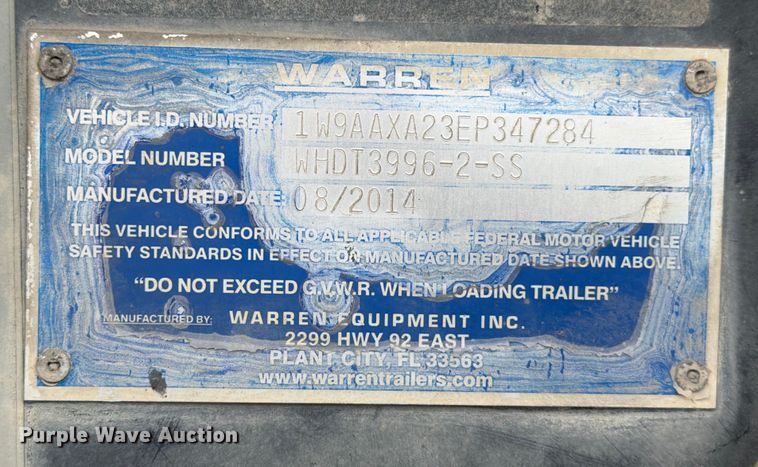 WARREN
VEHICLE I.D. NUMBER 1W9AAXA23EP347284
MODEL NUMBER WHDT3996-2-SS
MANUFACTURED DATE 08/2014
THIS VEHICLE CONFORMS TO ALL APPLICABLE FEDERAL MOTOR VEHICLE
SAFETY STANDARDS IN EFFECT ON MANUFACTURED DATE SHOWN ABOVE.
"DO NOT EXCEED G.V.W.R. WHEN LOADING TRAILER"
MANUFACTURED BY: WARREN EQUIPMENT INC.
2299 HWY 92 EAST
PLANT CITY, FL 33563
www.warrentrailers.com
Purple Wave Auction